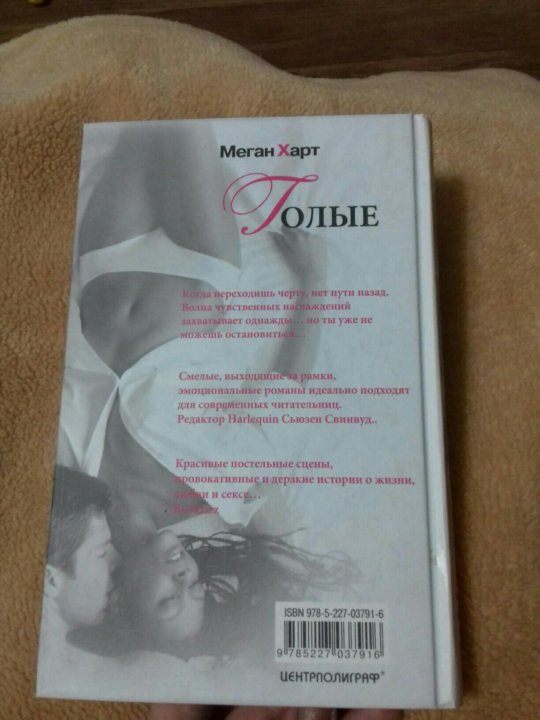 Меган Харт
Голые
Когда переходишь черту, нет пути назад.
Волна чувственных наслаждений
захватывает однажды... но ты уже не
можешь остановиться...
Смелые, выходящие за рамки,
эмоциональные романы идеально подходят
для современных читательниц.
Редактор Harlequin Сьюзен Свинвуд..
Красивые постельные сцены,
провокативные и дерзкие истории о жизни,
любви и сексе...
ISBN 978-5-227-03791-6
9 785227 037916
ЦЕНТРПОЛИГРАФ®